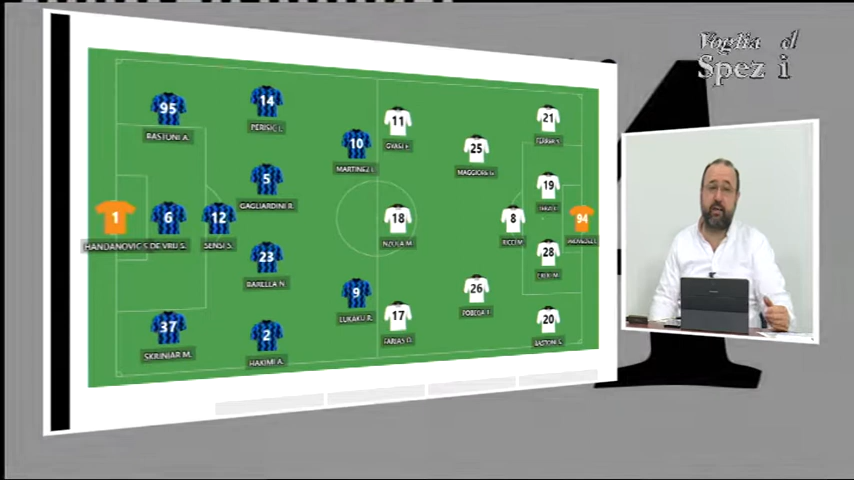 Voglia d
Spez i
95
BASTONI A.
14
PERISIC I.
10
MARTINEZ L.
11
GYASI E.
25
MAGGIORE G.
21
FERRER S.
5
GAGLIARDINI R.
19
1
HANDANOVIC S.
6
DE VRIJ S.
12
SENSI S.
18
NZOLA M.
8
RICCI M.
94
23
BARELLA N.
28
9
LUKAKU R.
26
POBEGA T.
17
FARIAS D.
20
BASTONI S.
37
SKRINIAR M.
2
HAKIMI A.